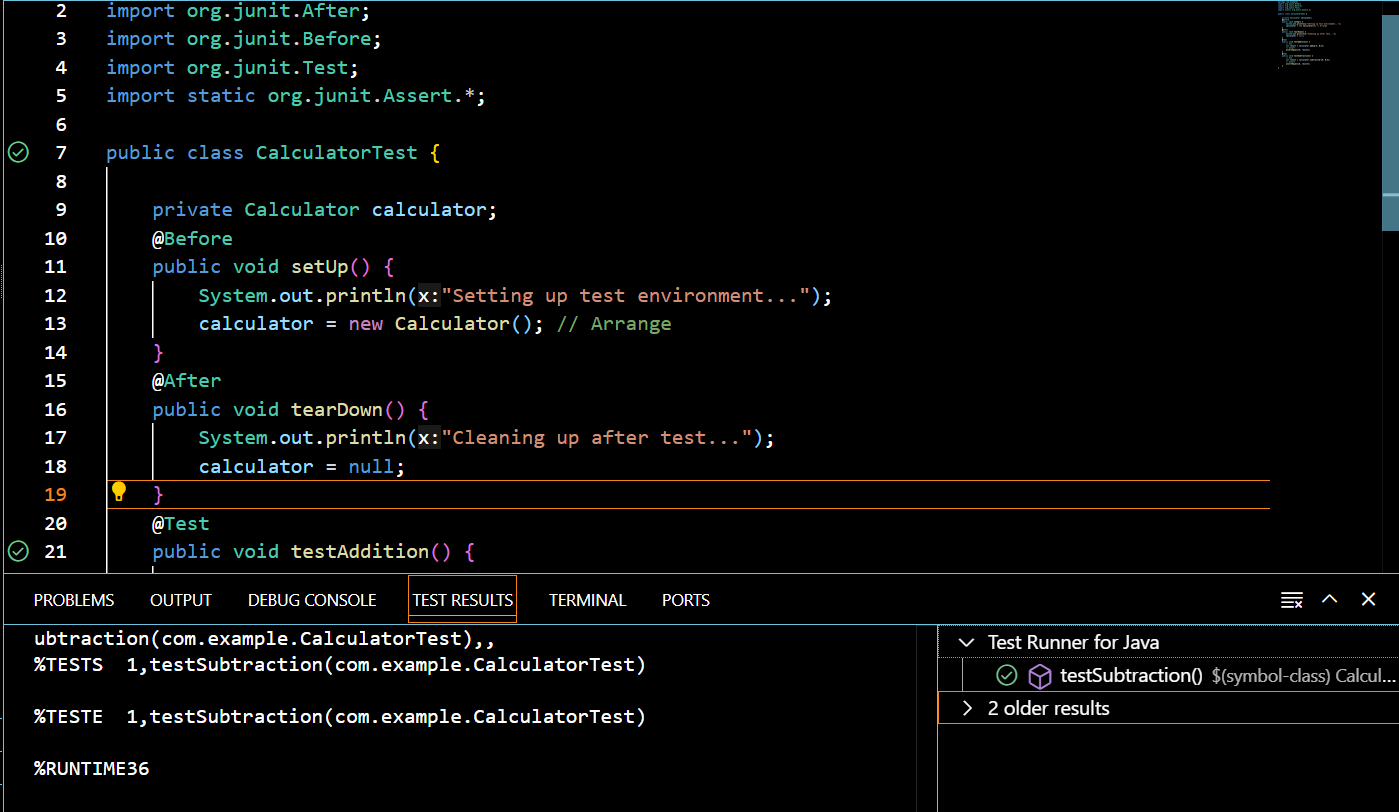 2 import org.junit.After;
3 import org.junit.Before;
4 import org.junit.Test;
5 import static org.junit.Assert.*;
6
7 public class CalculatorTest {
8
9 private Calculator calculator;
10 @Before
11 public void setUp() {
12 System.out.println(x:"Setting up test environment...");
13 calculator = new Calculator(); // Arrange
14 }
15 @After
16 public void tearDown() {
17 System.out.println(x:"Cleaning up after test...");
18 calculator = null;
19 }
20 @Test
21 public void testAddition() {
PROBLEMS OUTPUT DEBUG CONSOLE TEST RESULTS TERMINAL PORTS
ubtraction(com.example.CalculatorTest),,
%TESTS 1,testSubtraction(com.example.CalculatorTest)
%TESTE 1,testSubtraction(com.example.CalculatorTest)
%RUNTIME36
Test Runner for Java
testSubtraction() $(symbol-class) Calcul...
2 older results